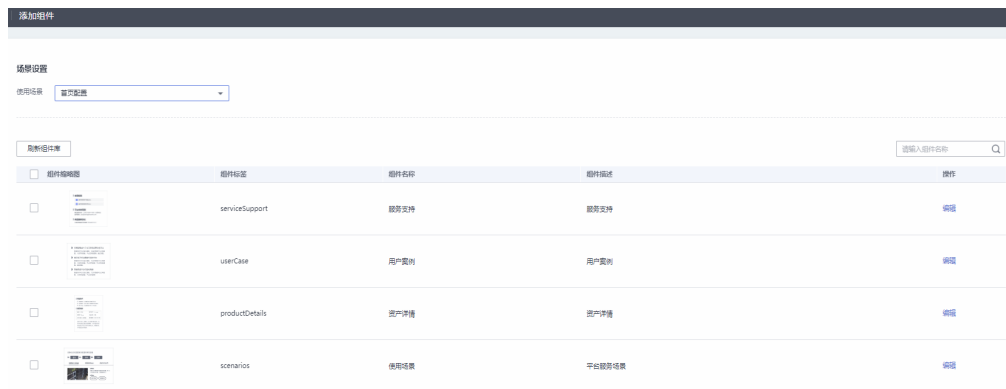 添加组件
场景设置
使用场景 首页配置
刷新组件库 请输入组件名称
组件缩略图 组件标签 组件名称 组件描述 操作
serviceSupport 服务支持 服务支持 编辑
userCase 用户案例 用户案例 编辑
productDetails 资产详情 资产详情 编辑
scenarios 使用场景 平台服务场景 编辑